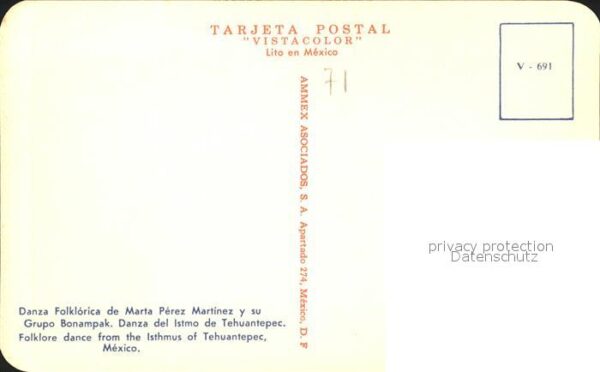 TARJETA POSTAL
"VISTACOLOR"
Lito en México
V - 691
71
AMMEX ASOCIADOS, S. A. Apartado 274, México, D. F
privacy protection
Datenschutz
Danza Folklórica de Marta Pérez Martínez y su
Grupo Bonampak. Danza del Istmo de Tehuantepec.
Folklore dance from the Isthmus of Tehuantepec,
México.